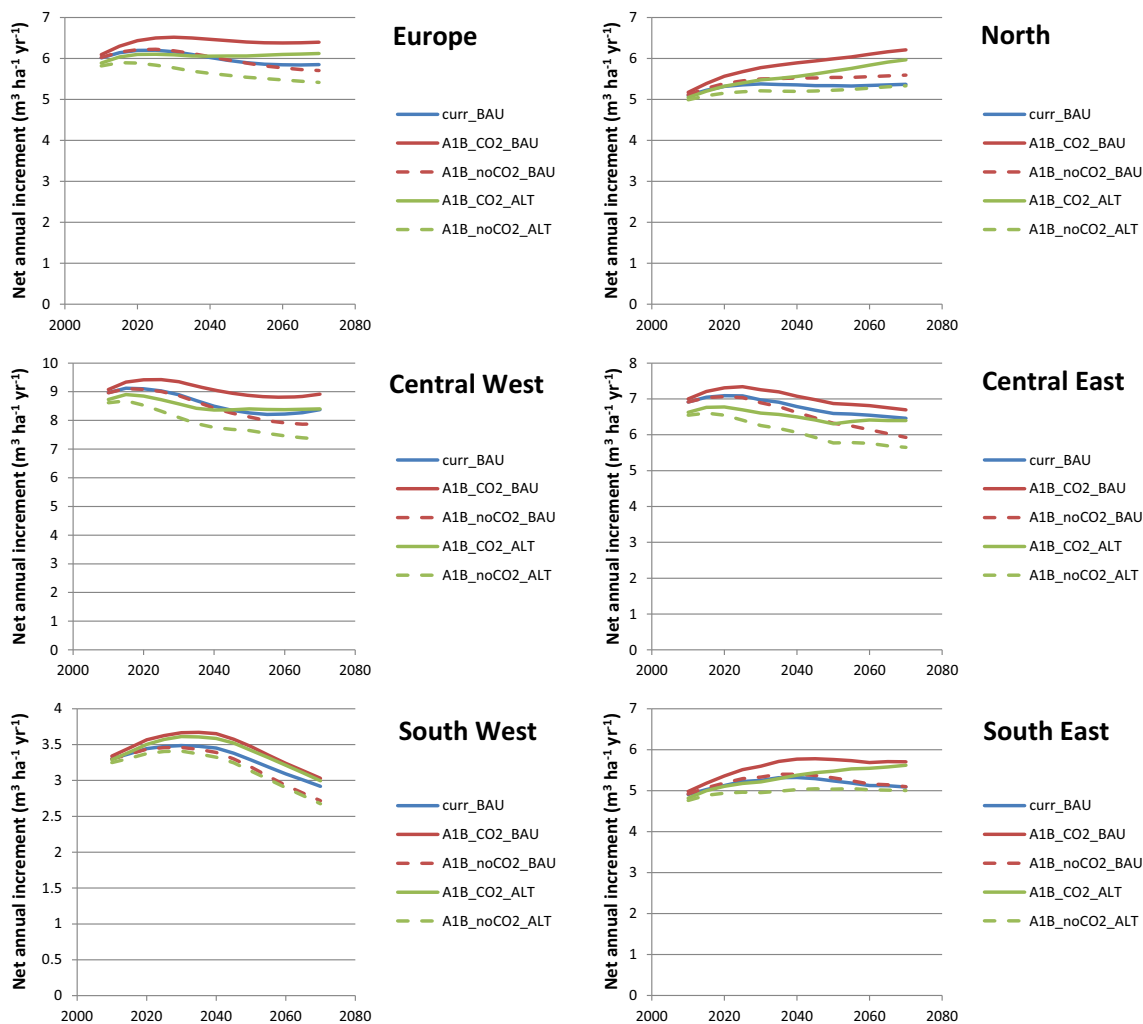 Europe
Net annual increment (m³ ha⁻¹ yr⁻¹)
7
6
5
4
3
2
1
0
2000 2020 2040 2060 2080
curr_BAU
A1B_CO2_BAU
A1B_noCO2_BAU
A1B_CO2_ALT
A1B_noCO2_ALT
North
Net annual increment (m³ ha⁻¹ yr⁻¹)
7
6
5
4
3
2
1
0
2000 2020 2040 2060 2080
curr_BAU
A1B_CO2_BAU
A1B_noCO2_BAU
A1B_CO2_ALT
A1B_noCO2_ALT
Central West
Net annual increment (m³ ha⁻¹ yr⁻¹)
10
9
8
7
6
5
4
3
2
1
0
2000 2020 2040 2060 2080
curr_BAU
A1B_CO2_BAU
A1B_noCO2_BAU
A1B_CO2_ALT
A1B_noCO2_ALT
Central East
Net annual increment (m³ ha⁻¹ yr⁻¹)
8
7
6
5
4
3
2
1
0
2000 2020 2040 2060 2080
curr_BAU
A1B_CO2_BAU
A1B_noCO2_BAU
A1B_CO2_ALT
A1B_noCO2_ALT
South West
Net annual increment (m³ ha⁻¹ yr⁻¹)
4
3.5
3
2.5
2
1.5
1
0.5
0
2000 2020 2040 2060 2080
curr_BAU
A1B_CO2_BAU
A1B_noCO2_BAU
A1B_CO2_ALT
A1B_noCO2_ALT
South East
Net annual increment (m³ ha⁻¹ yr⁻¹)
7
6
5
4
3
2
1
0
2000 2020 2040 2060 2080
curr_BAU
A1B_CO2_BAU
A1B_noCO2_BAU
A1B_CO2_ALT
A1B_noCO2_ALT